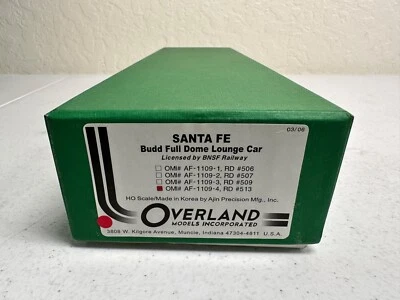 03/06
SANTA FE
Budd Full Dome Lounge Car
Licensed by BNSF Railway
OMI# AF-1109-1, RD #506
OMI# AF-1109-2, RD #507
OMI# AF-1109-3, RD #509
OMI# AF-1109-4, RD #513
HO Scale/Made in Korea by Ajin Precision Mfg., Inc.
OVERLAND
MODELS INCORPORATED
3808 W. Kilgore Avenue, Muncie, Indiana 47304-4811 U.S.A.